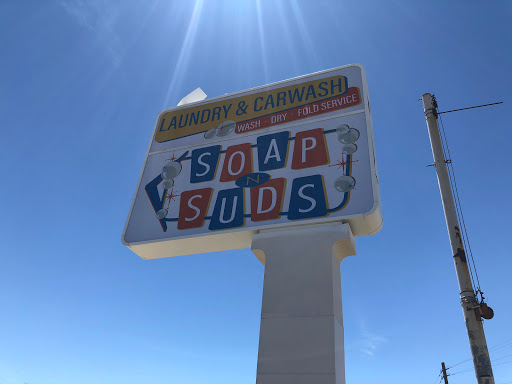 LAUNDRY & CARWASH
WASH - DRY - FOLD SERVICE
SOAP
N
SUDS